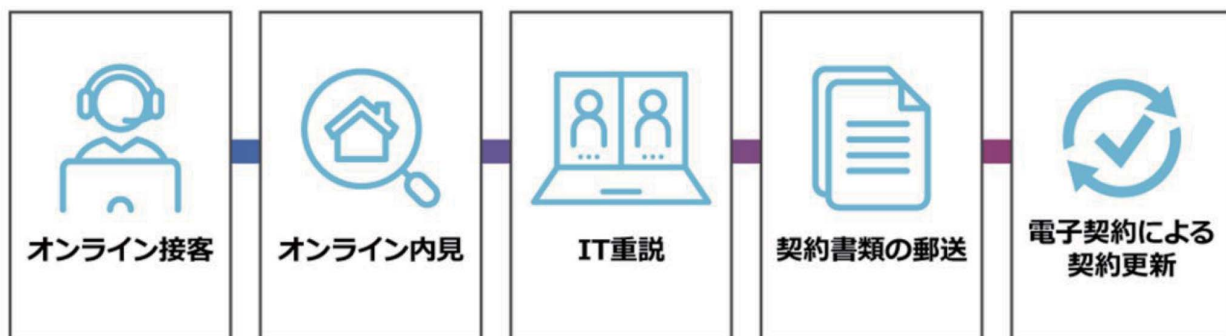 オンライン接客
オンライン内見
IT重説
契約書類の郵送
電子契約による
契約更新